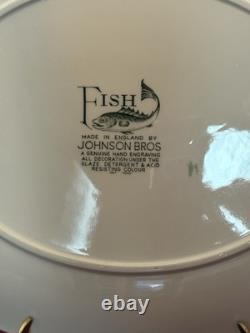 FISH
MADE IN ENGLAND BY
JOHNSON BROS
A GENUINE HAND ENGRAVING
ALL DECORATION UNDER THE
GLAZE DETERGENT & ACID
RESISTING COLOUR
ebay